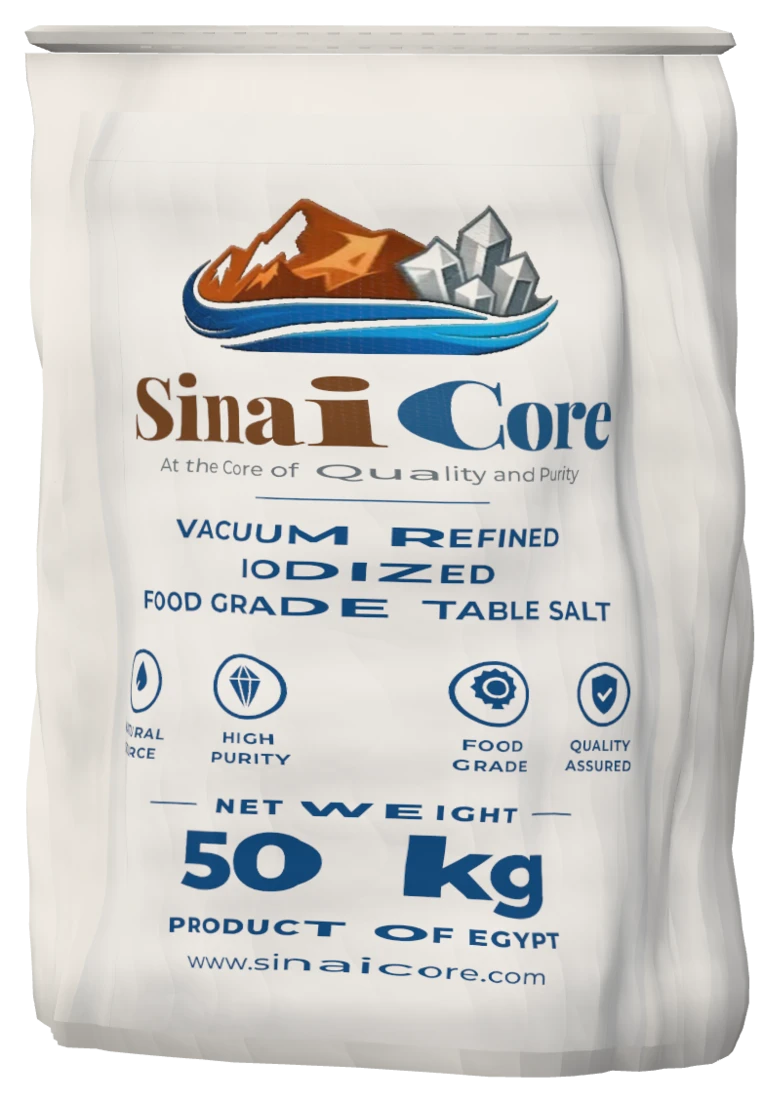 Sinai Core
At the Core of Quality and Purity
VACUUM REFINED
IODIZED
FOOD GRADE TABLE SALT
HIGH
PURITY
FOOD
GRADE
QUALITY
ASSURED
NET WEIGHT
50 kg
PRODUCT OF EGYPT
www.sinaicore.com